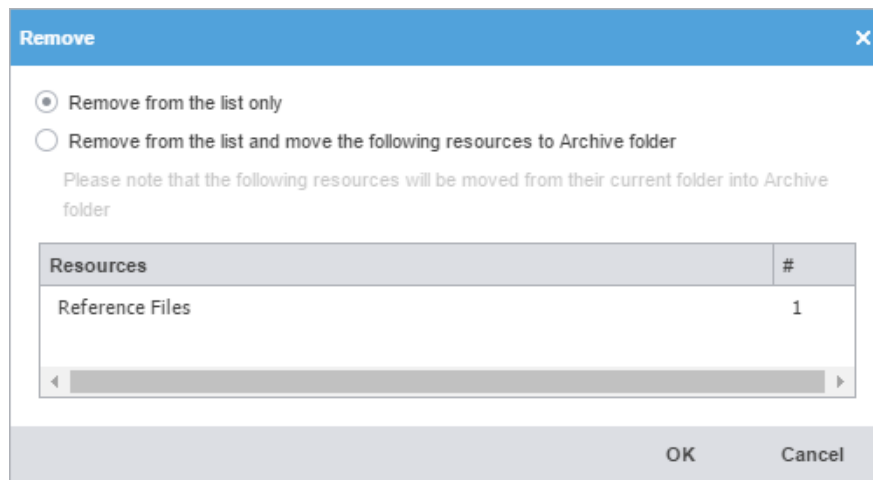 Remove
Remove from the list only
Remove from the list and move the following resources to Archive folder
Please note that the following resources will be moved from their current folder into Archive
folder
Resources #
Reference Files 1
OK Cancel